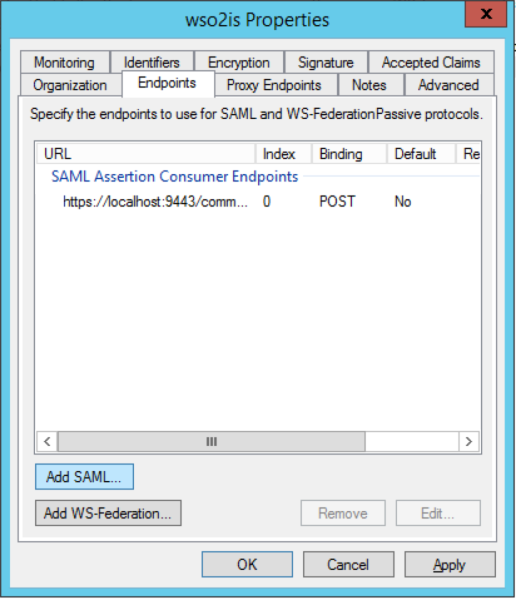 wso2is Properties
x
Monitoring Identifiers Encryption Signature Accepted Claims
Organization Endpoints Proxy Endpoints Notes Advanced
Specify the endpoints to use for SAML and WS-FederationPassive protocols.
URL Index Binding Default Re
SAML Assertion Consumer Endpoints
https://localhost:9443/comm... 0 POST No
Add SAML...
Add WS-Federation... Remove Edit...
OK Cancel Apply